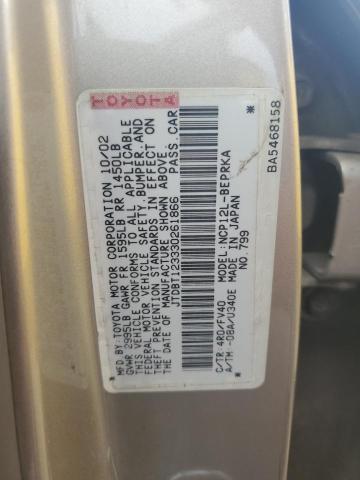 TOYOTA
MFD. BY: TOYOTA MOTOR CORPORATION 10/02
GVWR 2985LB GAWR FR 1595LB RR 1450LB
THIS VEHICLE CONFORMS TO ALL APPLICABLE
FEDERAL MOTOR VEHICLE SAFETY, BUMPER, AND
THEFT PREVENTION STANDARDS IN EFFECT ON
THE DATE OF MANUFACTURE SHOWN ABOVE.
JTDBT123330261866 PASS. CAR
C/TR: 4R0/FV40 MODEL: NCP12L-BEPRKA
A/TM -08A/U340E MADE IN JAPAN
NO. 799
BA5468158